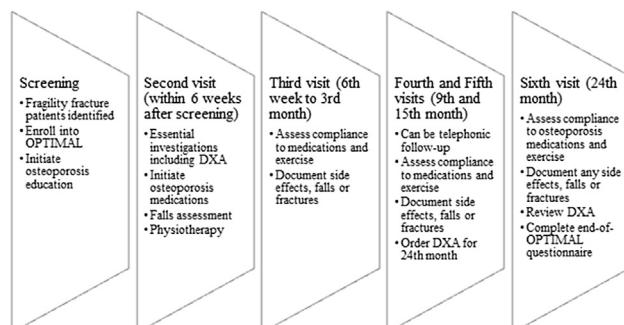 Screening
• Fragility fracture
patients identified
• Enroll into
OPTIMAL
• Initiate
osteoporosis
education
Second visit
(within 6 weeks
after screening)
• Essential
investigations
including DXA
• Initiate
osteoporosis
medications
• Falls assessment
• Physiotherapy
Third visit (6th
week to 3rd
month)
• Assess compliance
to medications and
exercise
• Document side
effects, falls or
fractures
Fourth and Fifth
visits (9th and
15th month)
• Can be telephonic
follow-up
• Assess compliance
to medications and
exercise
• Document side
effects, falls or
fractures
• Order DXA for
24th month
Sixth visit (24th
month)
• Assess compliance
to osteoporosis
medications and
exercise
• Document any side
effects, falls or
fractures
• Review DXA
• Complete end-of-
OPTIMAL
questionnaire